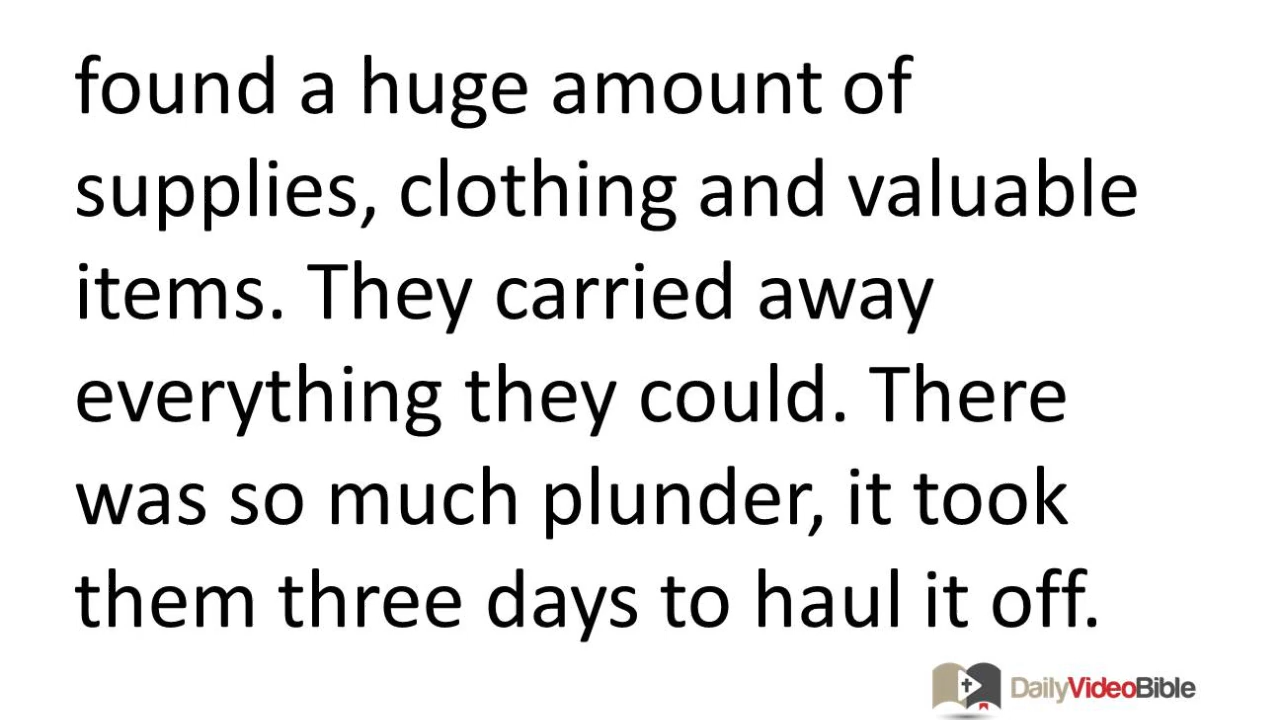 found a huge amount of
supplies, clothing and valuable
items. They carried away
everything they could. There
was so much plunder, it took
them three days to haul it off.
DailyVideoBible